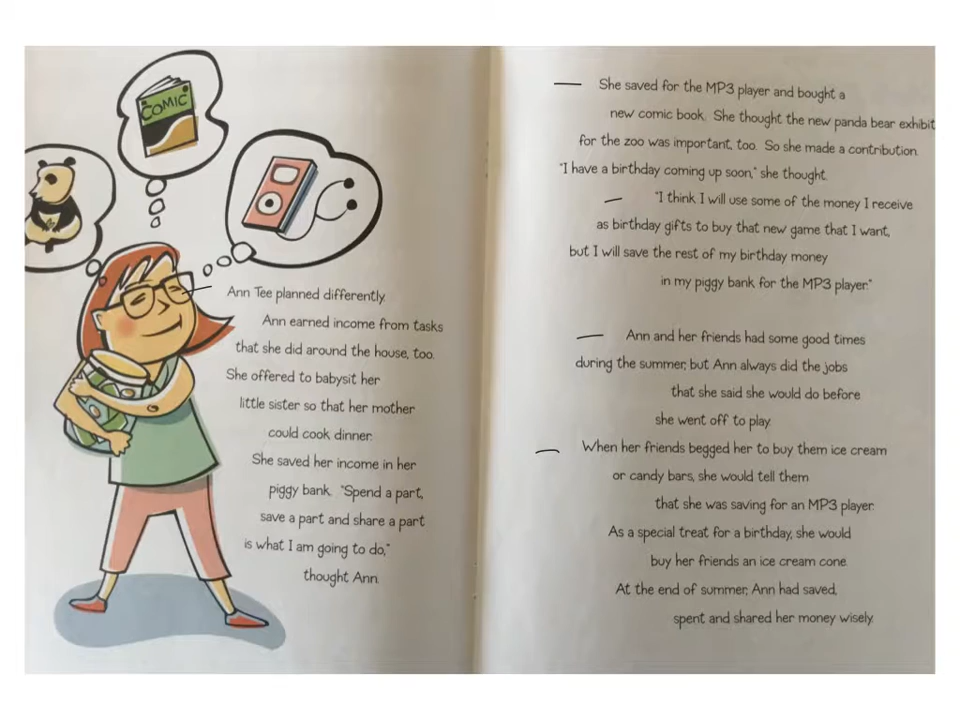 COMIC
Ann Tee planned differently.
Ann earned income from tasks
that she did around the house, too.
She offered to babysit her
little sister so that her mother
could cook dinner.
She saved her income in her
piggy bank. "Spend a part,
save a part and share a part
is what I am going to do,"
thought Ann.
She saved for the MP3 player and bought a
new comic book. She thought the new panda bear exhibit
for the zoo was important, too. So she made a contribution.
"I have a birthday coming up soon," she thought.
"I think I will use some of the money I receive
as birthday gifts to buy that new game that I want,
but I will save the rest of my birthday money
in my piggy bank for the MP3 player."
Ann and her friends had some good times
during the summer, but Ann always did the jobs
that she said she would do before
she went off to play.
When her friends begged her to buy them ice cream
or candy bars, she would tell them
that she was saving for an MP3 player.
As a special treat for a birthday, she would
buy her friends an ice cream cone.
At the end of summer, Ann had saved,
spent and shared her money wisely.